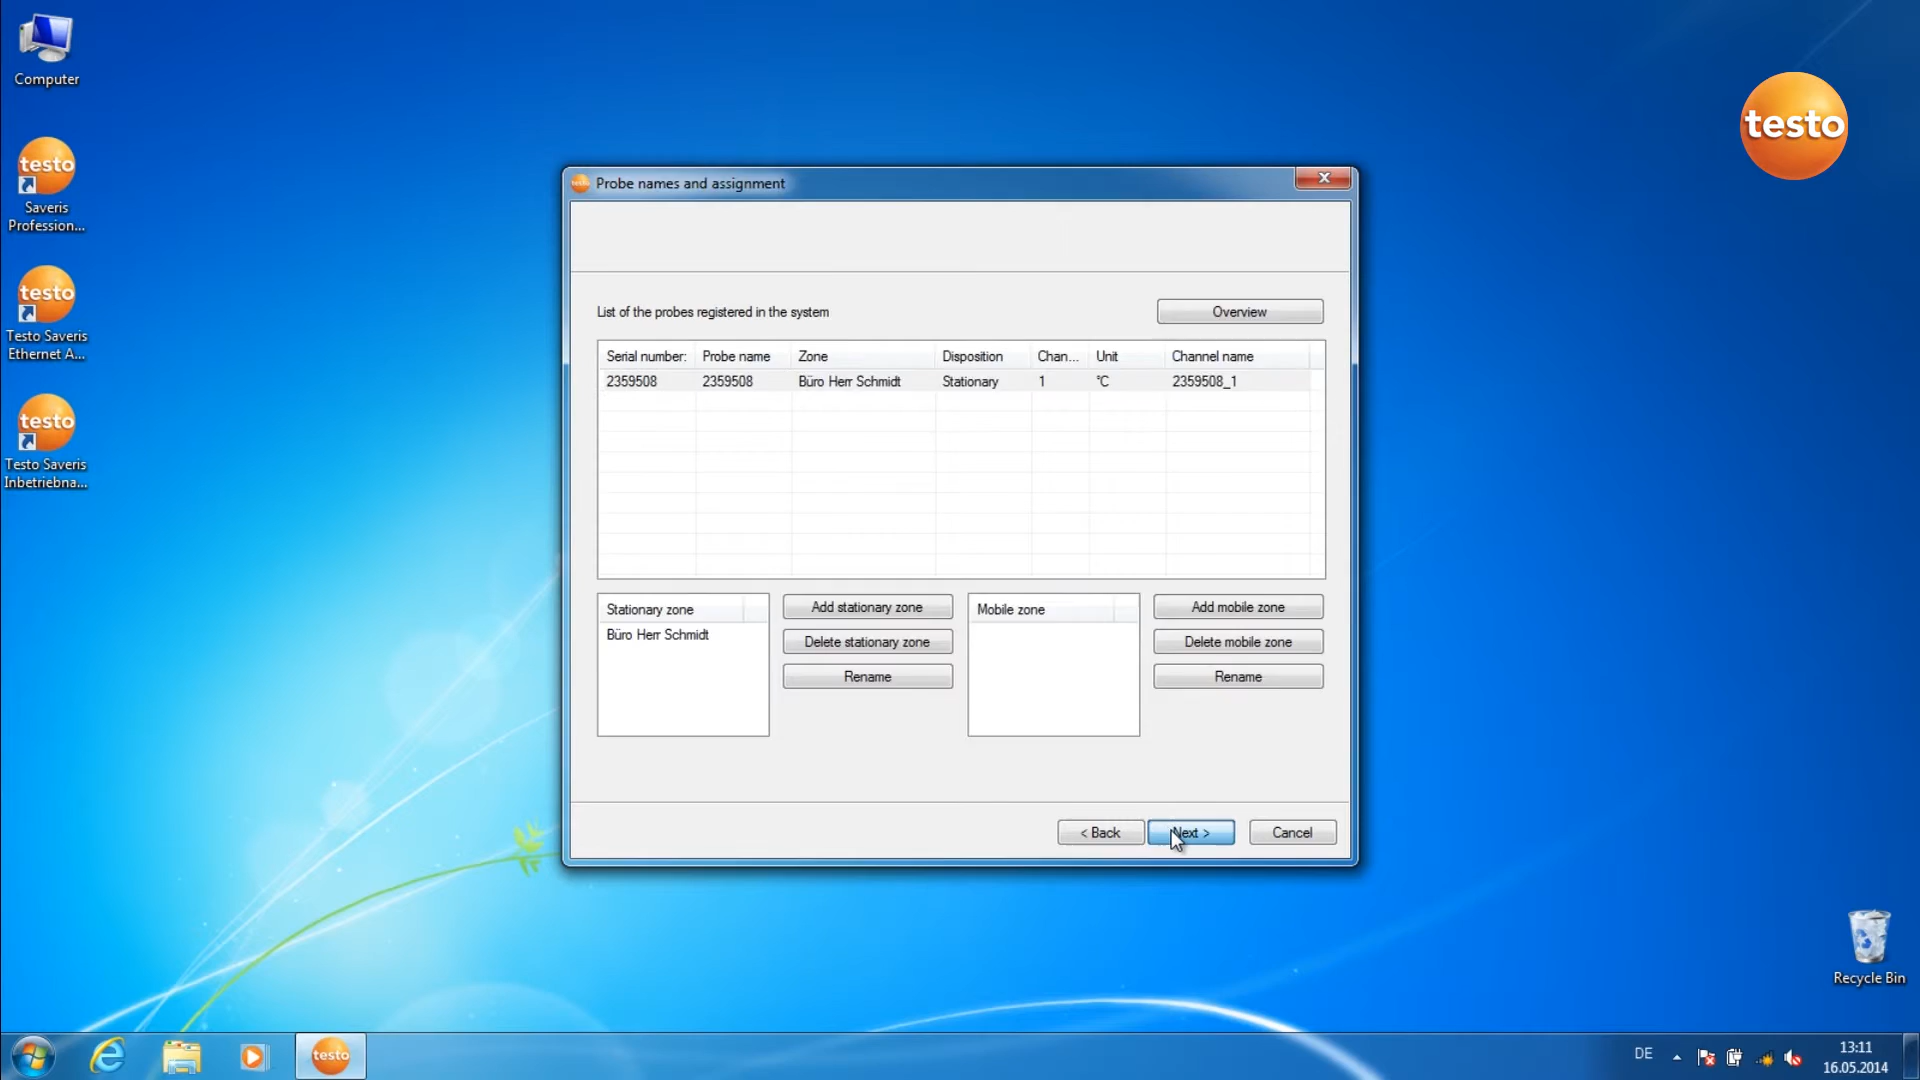 Computer
testo
Saveris
Profession...
testo
Testo Saveris
Ethernet A...
testo
Testo Saveris
Inbetriebna...
testo
testo
Probe names and assignment
List of the probes registered in the system
Overview
Serial number: Probe name Zone Disposition Chan... Unit Channel name
2359508 2359508 Büro Herr Schmidt Stationary 1 °C 2359508_1
Stationary zone
Büro Herr Schmidt
Add stationary zone
Delete stationary zone
Rename
Mobile zone
Add mobile zone
Delete mobile zone
Rename
< Back
Next >
Cancel
Recycle Bin
testo
DE
13:11
16.05.2014